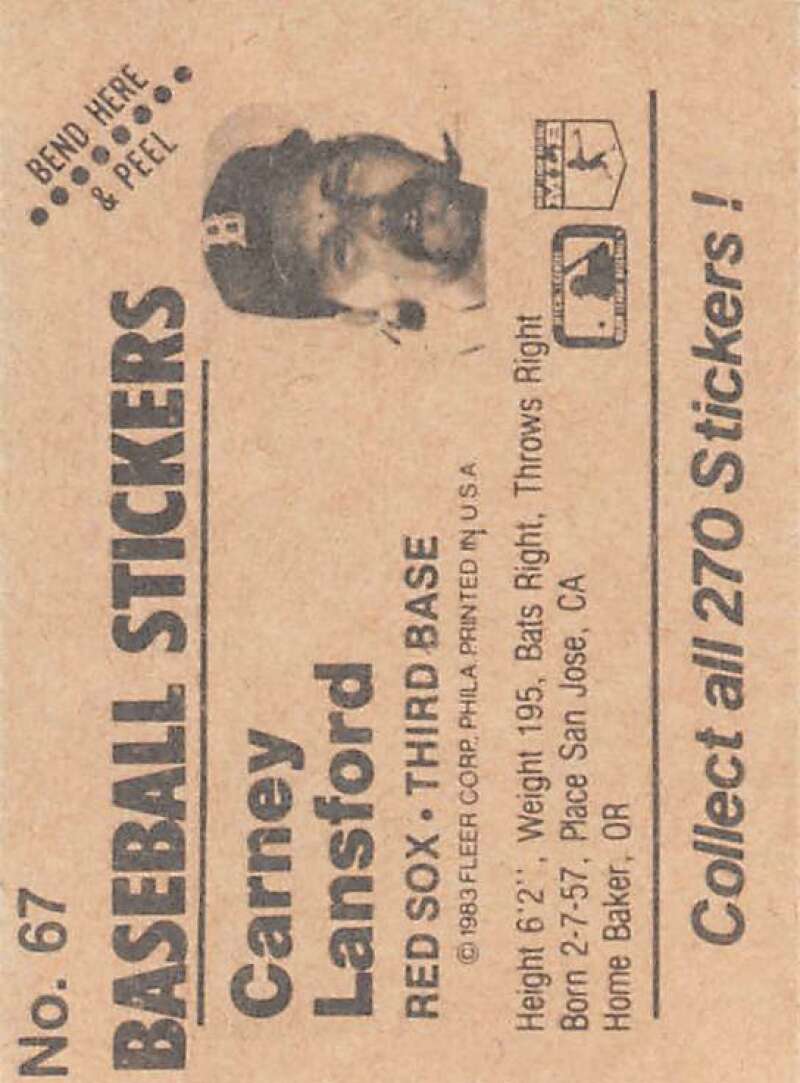 No. 67
BEND HERE
& PEEL
BASEBALL STICKERS
B
Carney
Lansford
RED SOX • THIRD BASE
© 1983 FLEER CORP., PHILA. PRINTED IN U.S.A.
Height 6'2'', Weight 195, Bats Right, Throws Right
Born 2-7-57, Place San Jose, CA
Home Baker, OR
Collect all 270 Stickers!